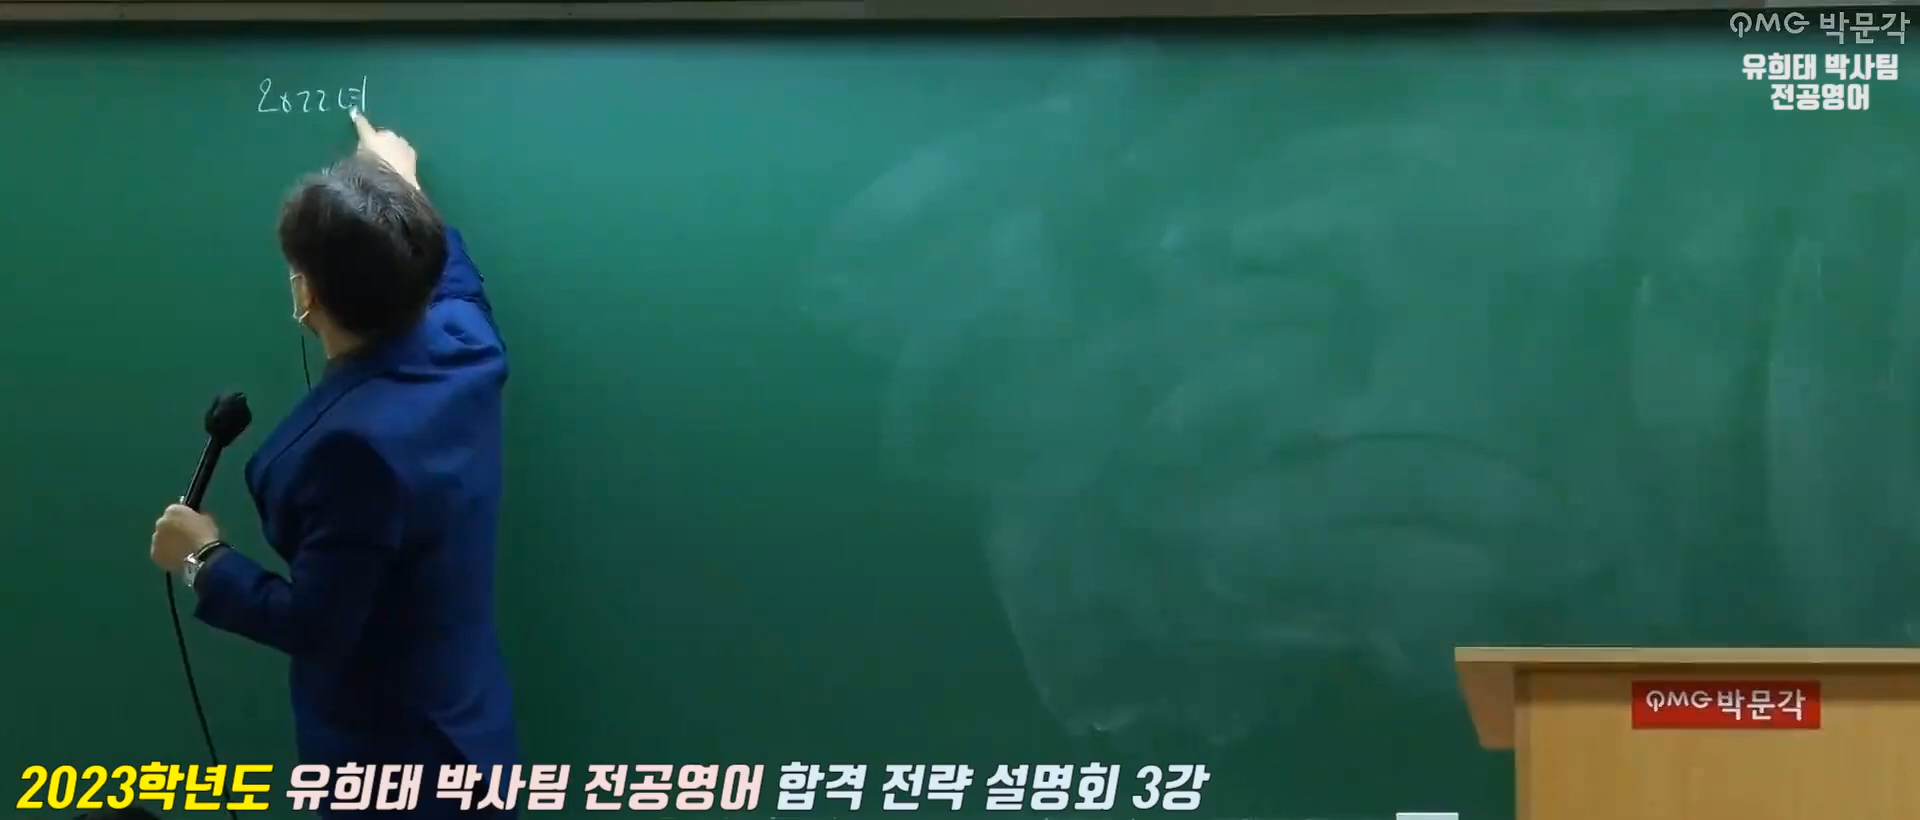 PMG 박문각
유희태 박사팀
전공영어
2022년
PMG 박문각
2023학년도 유희태 박사팀 전공영어 합격 전략 설명회 3강